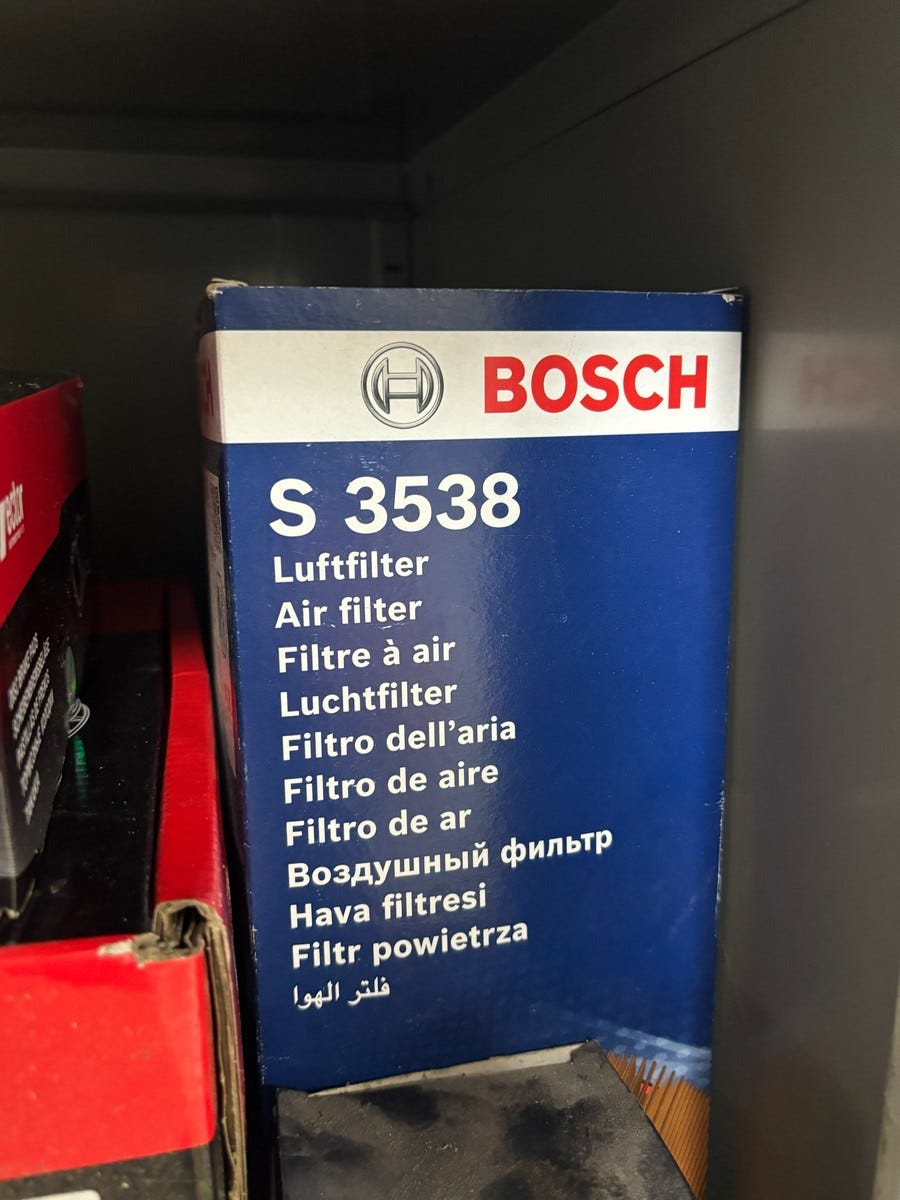 BOSCH
S 3538
Luftfilter
Air filter
Filtre à air
Luchtfilter
Filtro dell'aria
Filtro de aire
Filtro de ar
Воздушный фильтр
Hava filtresi
Filtr powietrza
فلتر الهوا